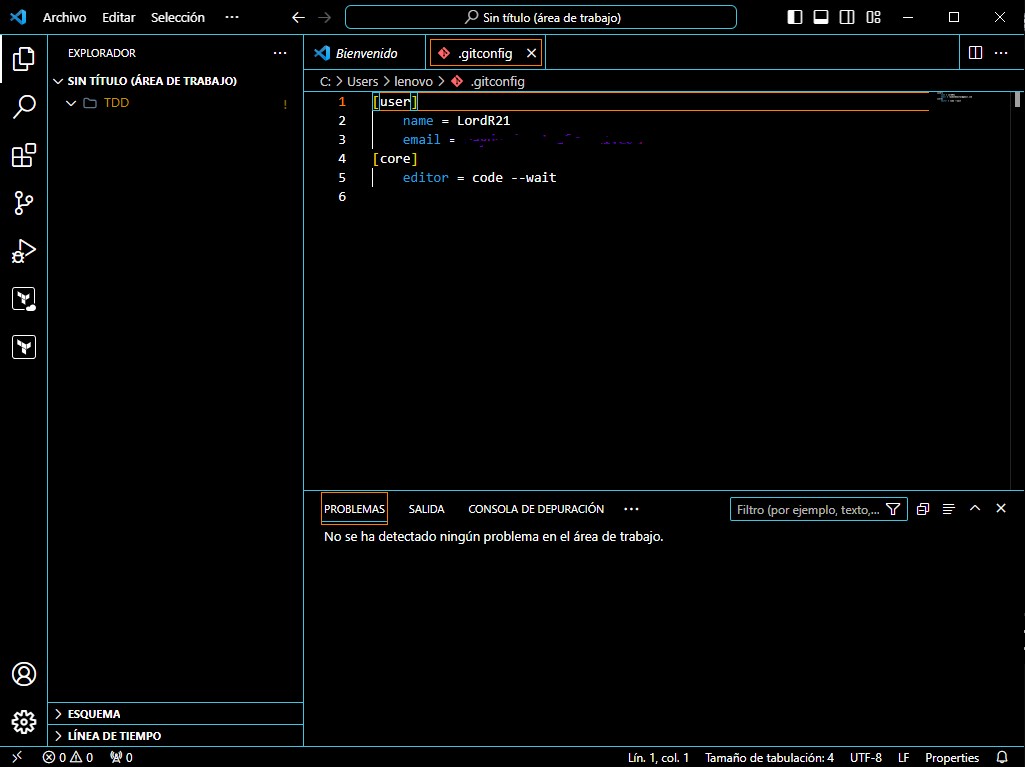 Archivo Editar Selección ···
Sin título (área de trabajo)
EXPLORADOR ···
SIN TÍTULO (ÁREA DE TRABAJO)
TDD !
Bienvenido .gitconfig
C: > Users > lenovo > .gitconfig
1 [user]
2 name = LordR21
3 email =
4 [core]
5 editor = code --wait
6
PROBLEMAS SALIDA CONSOLA DE DEPURACIÓN ···
Filtro (por ejemplo, texto,...
No se ha detectado ningún problema en el área de trabajo.
ESQUEMA
LÍNEA DE TIEMPO
0 0 0 Lín. 1, col. 1 Tamaño de tabulación: 4 UTF-8 LF Properties